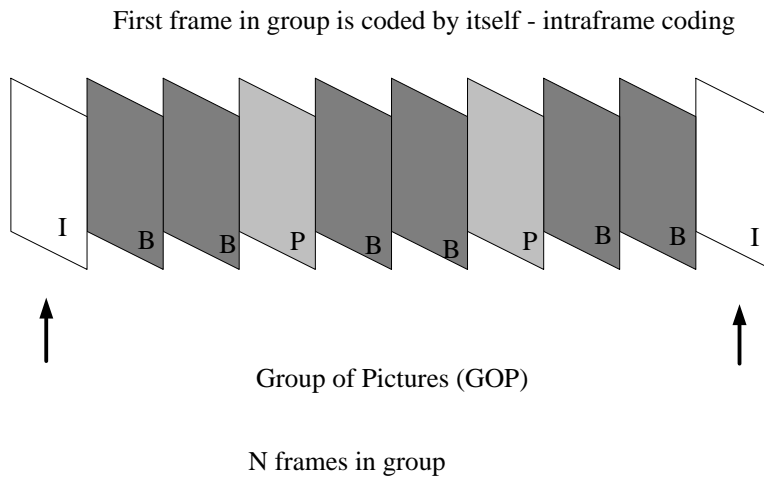 First frame in group is coded by itself - intraframe coding
I B B P B B P B B I
Group of Pictures (GOP)
N frames in group